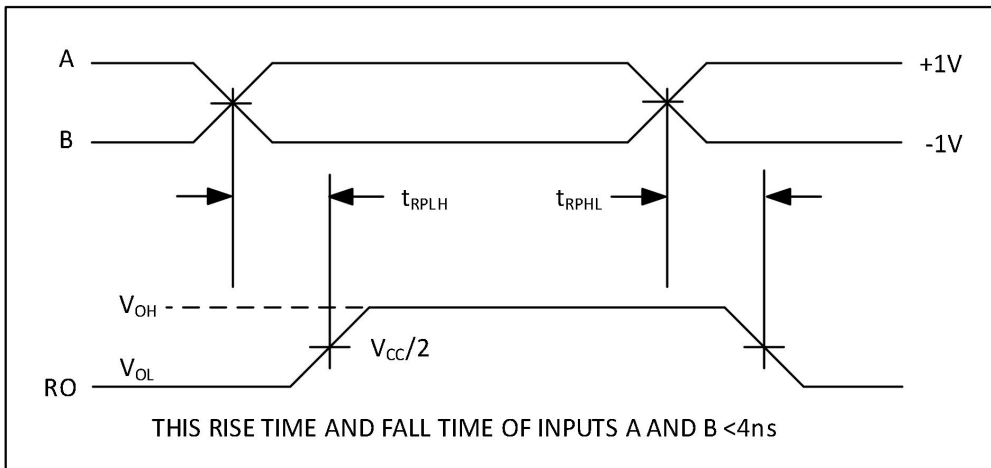 A
+1V
B
-1V
tRPLH
tRPHL
VOH
VCC/2
VOL
RO
THIS RISE TIME AND FALL TIME OF INPUTS A AND B <4ns